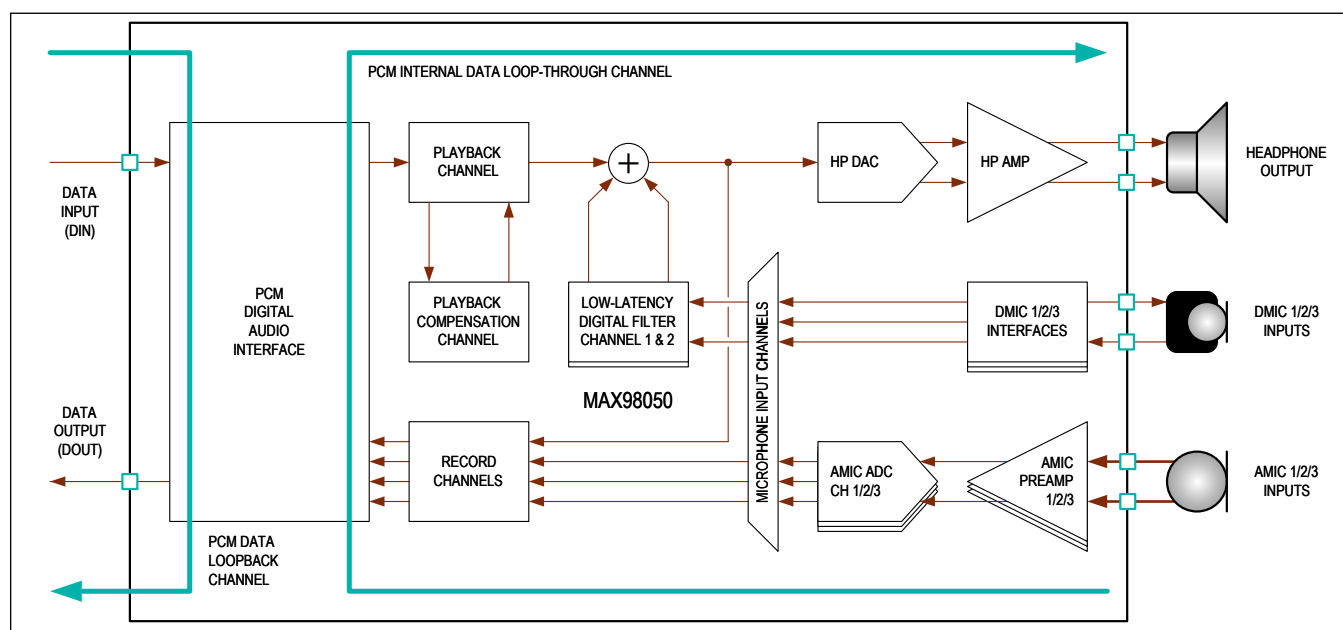 PCM INTERNAL DATA LOOP-THROUGH CHANNEL
DATA
INPUT
(DIN)
PCM
DIGITAL
AUDIO
INTERFACE
PLAYBACK
CHANNEL
+
HP DAC
HP AMP
HEADPHONE
OUTPUT
PLAYBACK
COMPENSATION
CHANNEL
LOW-LATENCY
DIGITAL FILTER
CHANNEL 1 & 2
MICROPHONE INPUT CHANNELS
DMIC 1/2/3
INTERFACES
DMIC 1/2/3
INPUTS
MAX98050
DATA
OUTPUT
(DOUT)
RECORD
CHANNELS
AMIC ADC
CH 1/2/3
AMIC
PREAMP
1/2/3
AMIC 1/2/3
INPUTS
PCM DATA
LOOPBACK
CHANNEL